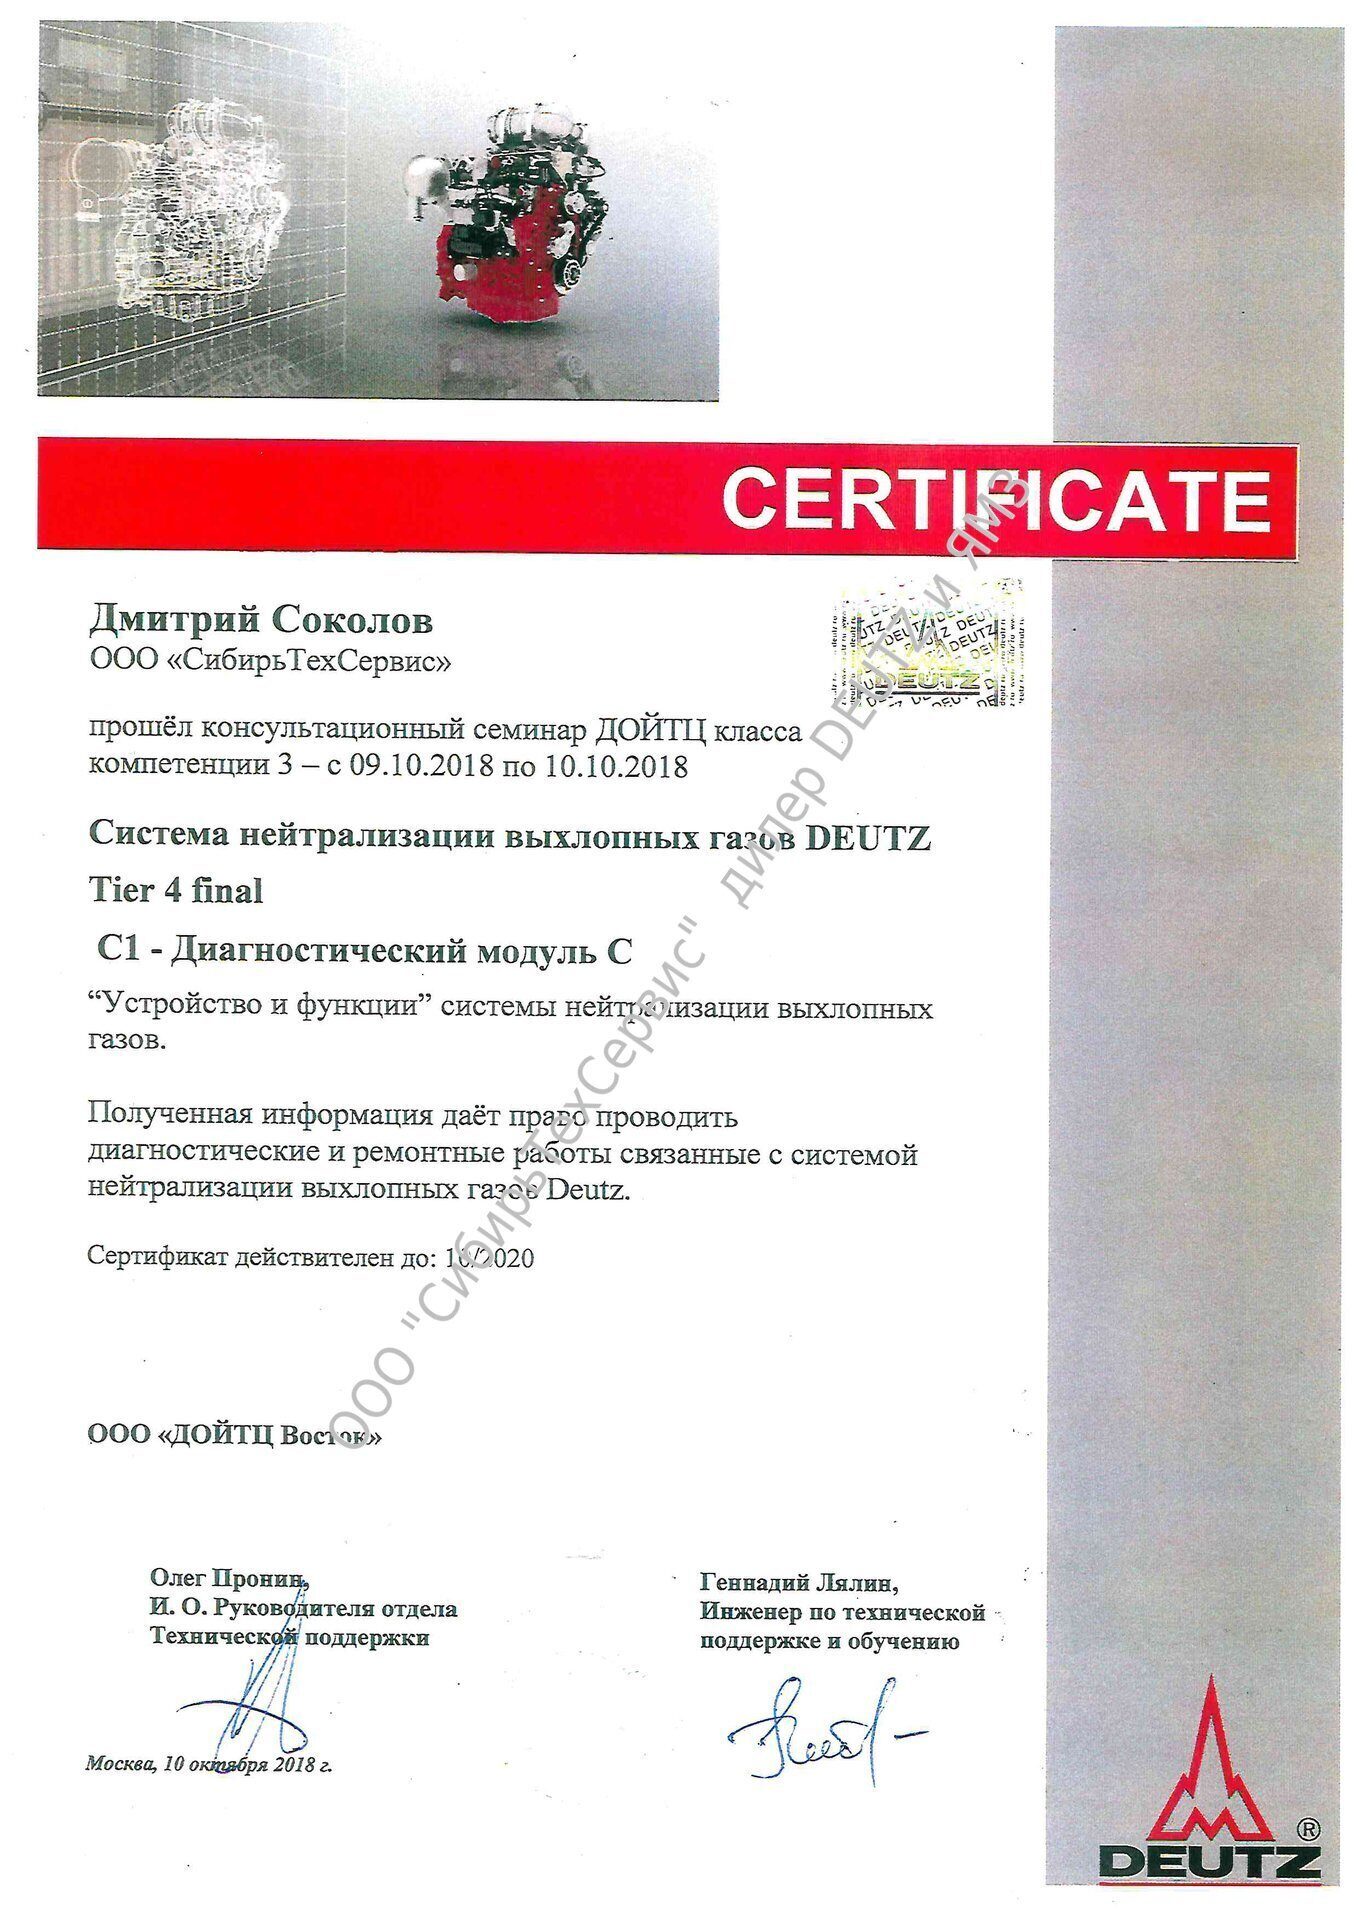 CERTIFICATE
Дмитрий Соколов
ООО «СибирьТехСервис»
прошёл консультационный семинар ДОЙТЦ класса
компетенции 3 – с 09.10.2018 по 10.10.2018
Система нейтрализации выхлопных газов DEUTZ
Tier 4 final
C1 - Диагностический модуль C
“Устройство и функции” системы нейтрализации выхлопных
газов.
Полученная информация даёт право проводить
диагностические и ремонтные работы связанные с системой
нейтрализации выхлопных газов Deutz.
Сертификат действителен до: 10/2020
ООО «ДОЙТЦ Восток»
Олег Пронин,
И. О. Руководителя отдела
Технической поддержки
Геннадий Лялин,
Инженер по технической
поддержке и обучению
Москва, 10 октября 2018 г.
DEUTZ
®
DEUTZ
ООО "СибирьТехСервис" дилер DEUTZ и ЯМЗ